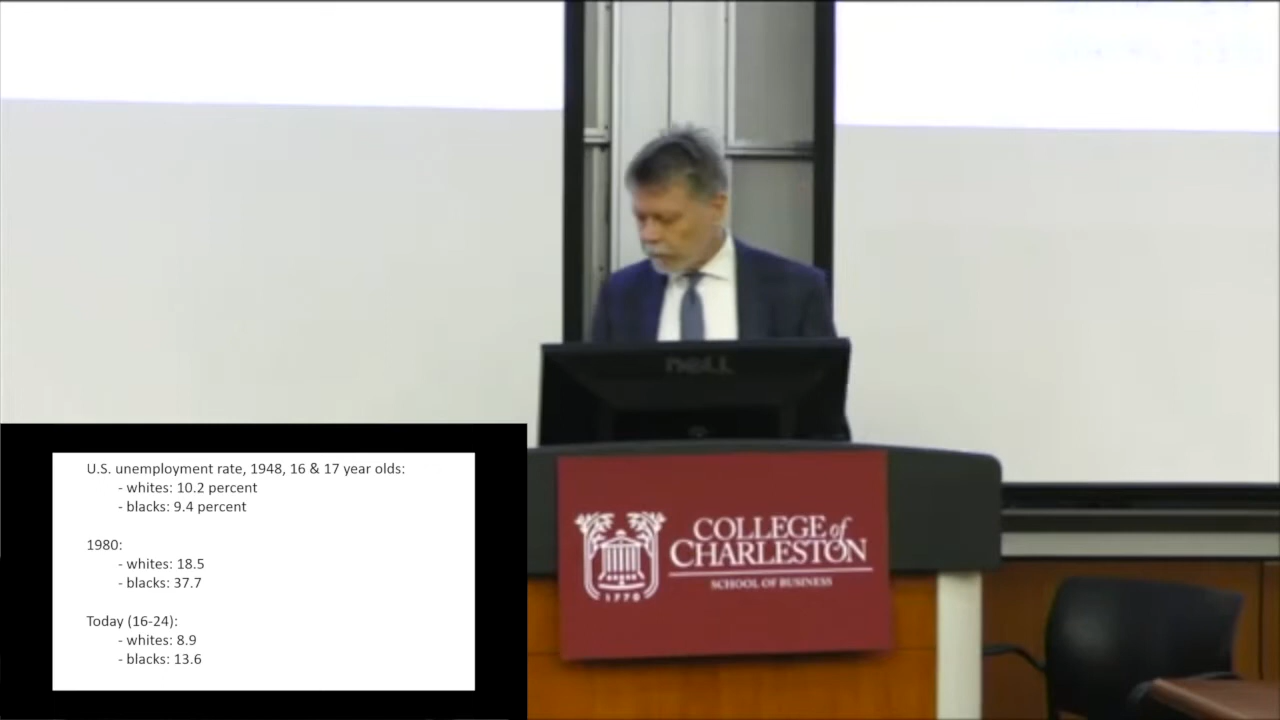 DELL
U.S. unemployment rate, 1948, 16 & 17 year olds:
- whites: 10.2 percent
- blacks: 9.4 percent
1980:
- whites: 18.5
- blacks: 37.7
Today (16-24):
- whites: 8.9
- blacks: 13.6
COLLEGE of
CHARLESTON
SCHOOL OF BUSINESS
1770